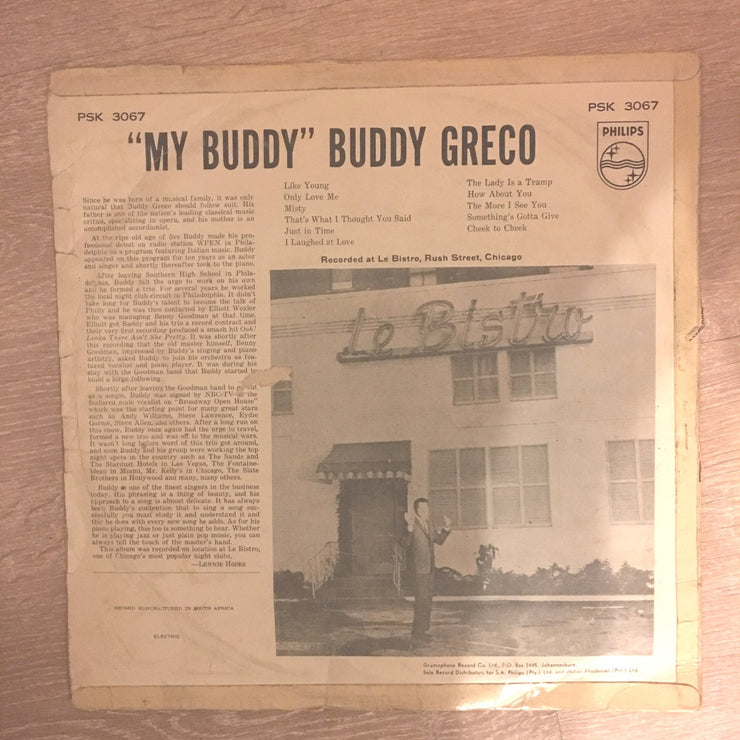 PSK 3067
PSK 3067
"MY BUDDY" BUDDY GRECO
PHILIPS
Like Young
Only Love Me
Misty
That's What I Thought You Said
Just in Time
I Laughed at Love
The Lady Is a Tramp
How About You
The More I See You
Something's Gotta Give
Cheek to Cheek
Recorded at Le Bistro, Rush Street, Chicago
Since he was born of a musical family, it was only
natural that Buddy Greco should follow suit. His
father is one of the nation's leading classical music
critics, specializing in opera, and his mother is an
accomplished accordionist.
At the ripe old age of five Buddy made his pro-
fessional debut on radio station WPEN in Phila-
delphia on a program featuring Italian music. Buddy
appeared on this program for ten years as an actor
and singer and shortly thereafter took to the piano.
After leaving Southern High School in Phila-
delphia, Buddy felt the urge to work on his own
and he formed a trio. For several years he worked
the local night club circuit in Philadelphia. It didn't
take long for Buddy's talent to become the talk of
Philly and he was then contacted by Elliott Wexler
who was managing Benny Goodman at that time.
Elliott got Buddy and his trio a record contract and
their very first recording produced a smash hit Ooh!
Looka There Ain't She Pretty. It was shortly after
this recording that the old master himself, Benny
Goodman, impressed by Buddy's singing and piano
artistry, asked Buddy to join his orchestra as fea-
tured vocalist and piano player. It was during his
stay with the Goodman band that Buddy started to
build a large following.
Shortly after leaving the Goodman band to go out
as a single, Buddy was signed by NBC-TV as the
featured male vocalist on "Broadway Open House"
which was the starting point for many great stars
such as Andy Williams, Steve Lawrence, Eydie
Gormé, Steve Allen, and others. After a long run on
this show, Buddy once again had the urge to travel,
formed a new trio and was off to the musical wars.
It wasn't long before word of this trio got around,
and soon Buddy and his group were working the top
night spots in the country such as The Sands and
The Stardust Hotels in Las Vegas, The Fontaine-
bleau in Miami, Mr. Kelly's in Chicago, The Slate
Brothers in Hollywood and many, many others.
Buddy is one of the finest singers in the business
today. His phrasing is a thing of beauty, and his
approach to a song is almost delicate. It has always
been Buddy's contention that to sing a song suc-
cessfully you must study it and understand it and
this he does with every new song he adds. As for his
piano playing, this too is something to hear. Whether
he is playing jazz or just plain pop music, you can
always tell the touch of the master's hand.
This album was recorded on location at Le Bistro,
one of Chicago's most popular night clubs.
—LENNIE HODES
Le Bistro
RECORD MANUFACTURED IN SOUTH AFRICA
ELECTRIC
Gramophone Record Co. Ltd., P.O. Box 2445, Johannesburg
Sole Record Distributors for S.A. Philips (Pty.) Ltd. and Philips Rhodesian (Pvt.) Ltd.